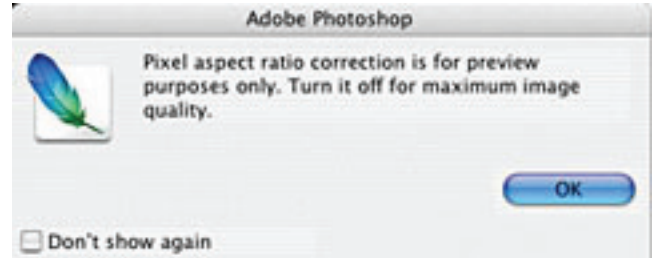 Adobe Photoshop
Pixel aspect ratio correction is for preview
purposes only. Turn it off for maximum image
quality.
OK
Don't show again